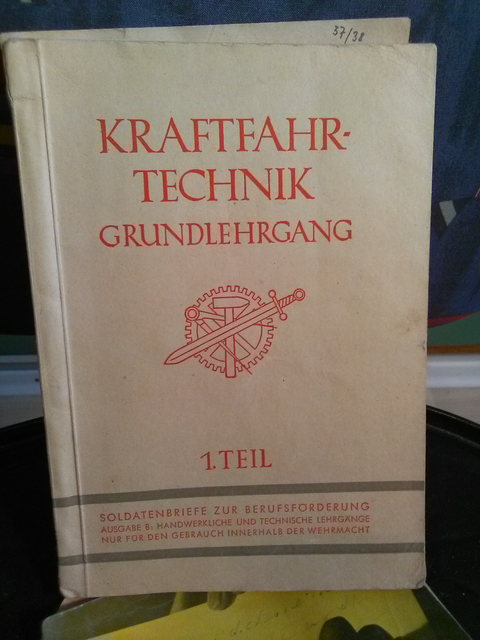 37/38
KRAFTFAHR-
TECHNIK
GRUNDLEHRGANG
1. TEIL
SOLDATENBRIEFE ZUR BERUFSFÖRDERUNG
AUSGABE B: HANDWERKLICHE UND TECHNISCHE LEHRGÄNGE
NUR FÜR DEN GEBRAUCH INNERHALB DER WEHRMACHT